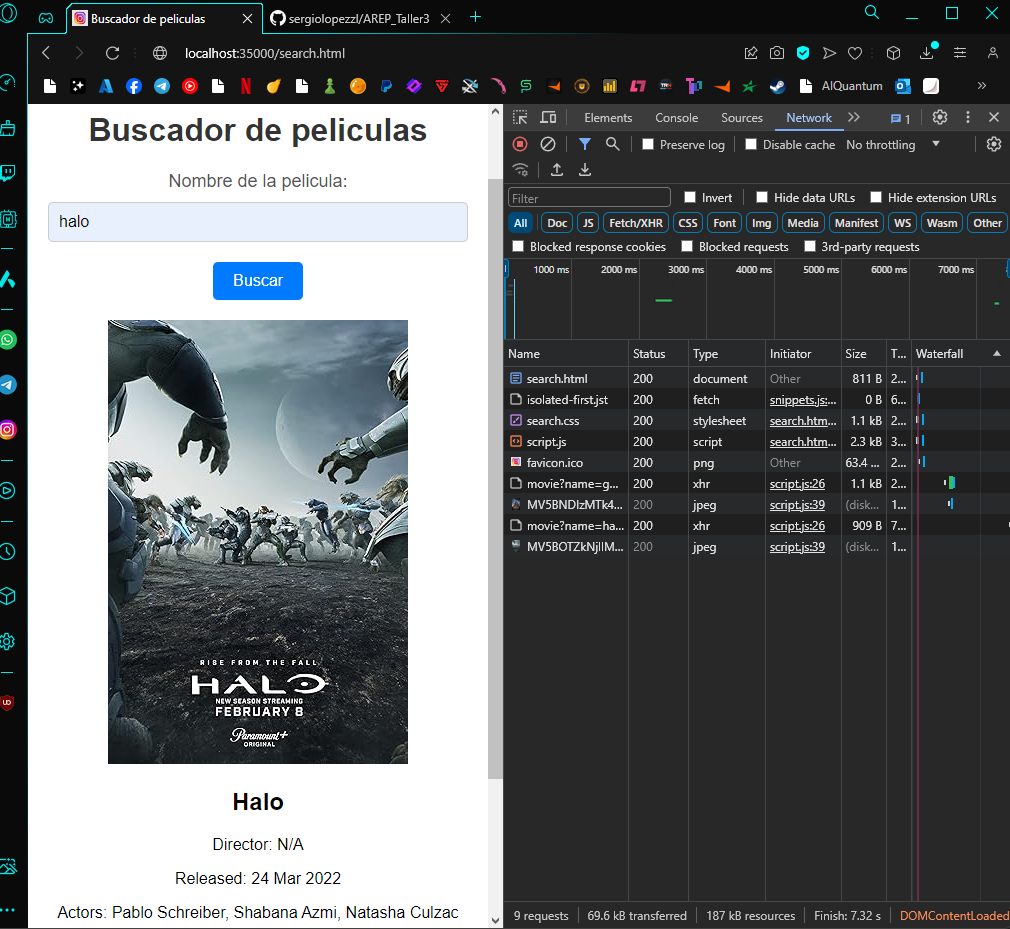 Buscador de peliculas
sergiolopezzl/AREP_Taller3
localhost:35000/search.html
AIQuantum
Buscador de peliculas
Nombre de la pelicula:
halo
Buscar
RISE FROM THE FALL
HALO
NEW SEASON STREAMING
FEBRUARY 8
Paramount+
ORIGINAL
Halo
Director: N/A
Released: 24 Mar 2022
Actors: Pablo Schreiber, Shabana Azmi, Natasha Culzac
Elements Console Sources Network 1
Preserve log Disable cache No throttling
Filter Invert Hide data URLs Hide extension URLs
All Doc JS Fetch/XHR CSS Font Img Media Manifest WS Wasm Other
Blocked response cookies Blocked requests 3rd-party requests
1000 ms 2000 ms 3000 ms 4000 ms 5000 ms 6000 ms 7000 ms
Name Status Type Initiator Size T... Waterfall
search.html 200 document Other 811 B 2...
isolated-first.jst 200 fetch snippets.js:... 0 B 6...
search.css 200 stylesheet search.htm... 1.1 kB 2...
script.js 200 script search.htm... 2.3 kB 3...
favicon.ico 200 png Other 63.4 ... 2...
movie?name=g... 200 xhr script.js:26 1.1 kB 2...
MV5BNDIzMTk4... 200 jpeg script.js:39 (disk... 1...
movie?name=ha... 200 xhr script.js:26 909 B 7...
MV5BOTZkNjllM... 200 jpeg script.js:39 (disk... 1...
9 requests 69.6 kB transferred 187 kB resources Finish: 7.32 s DOMContentLoaded